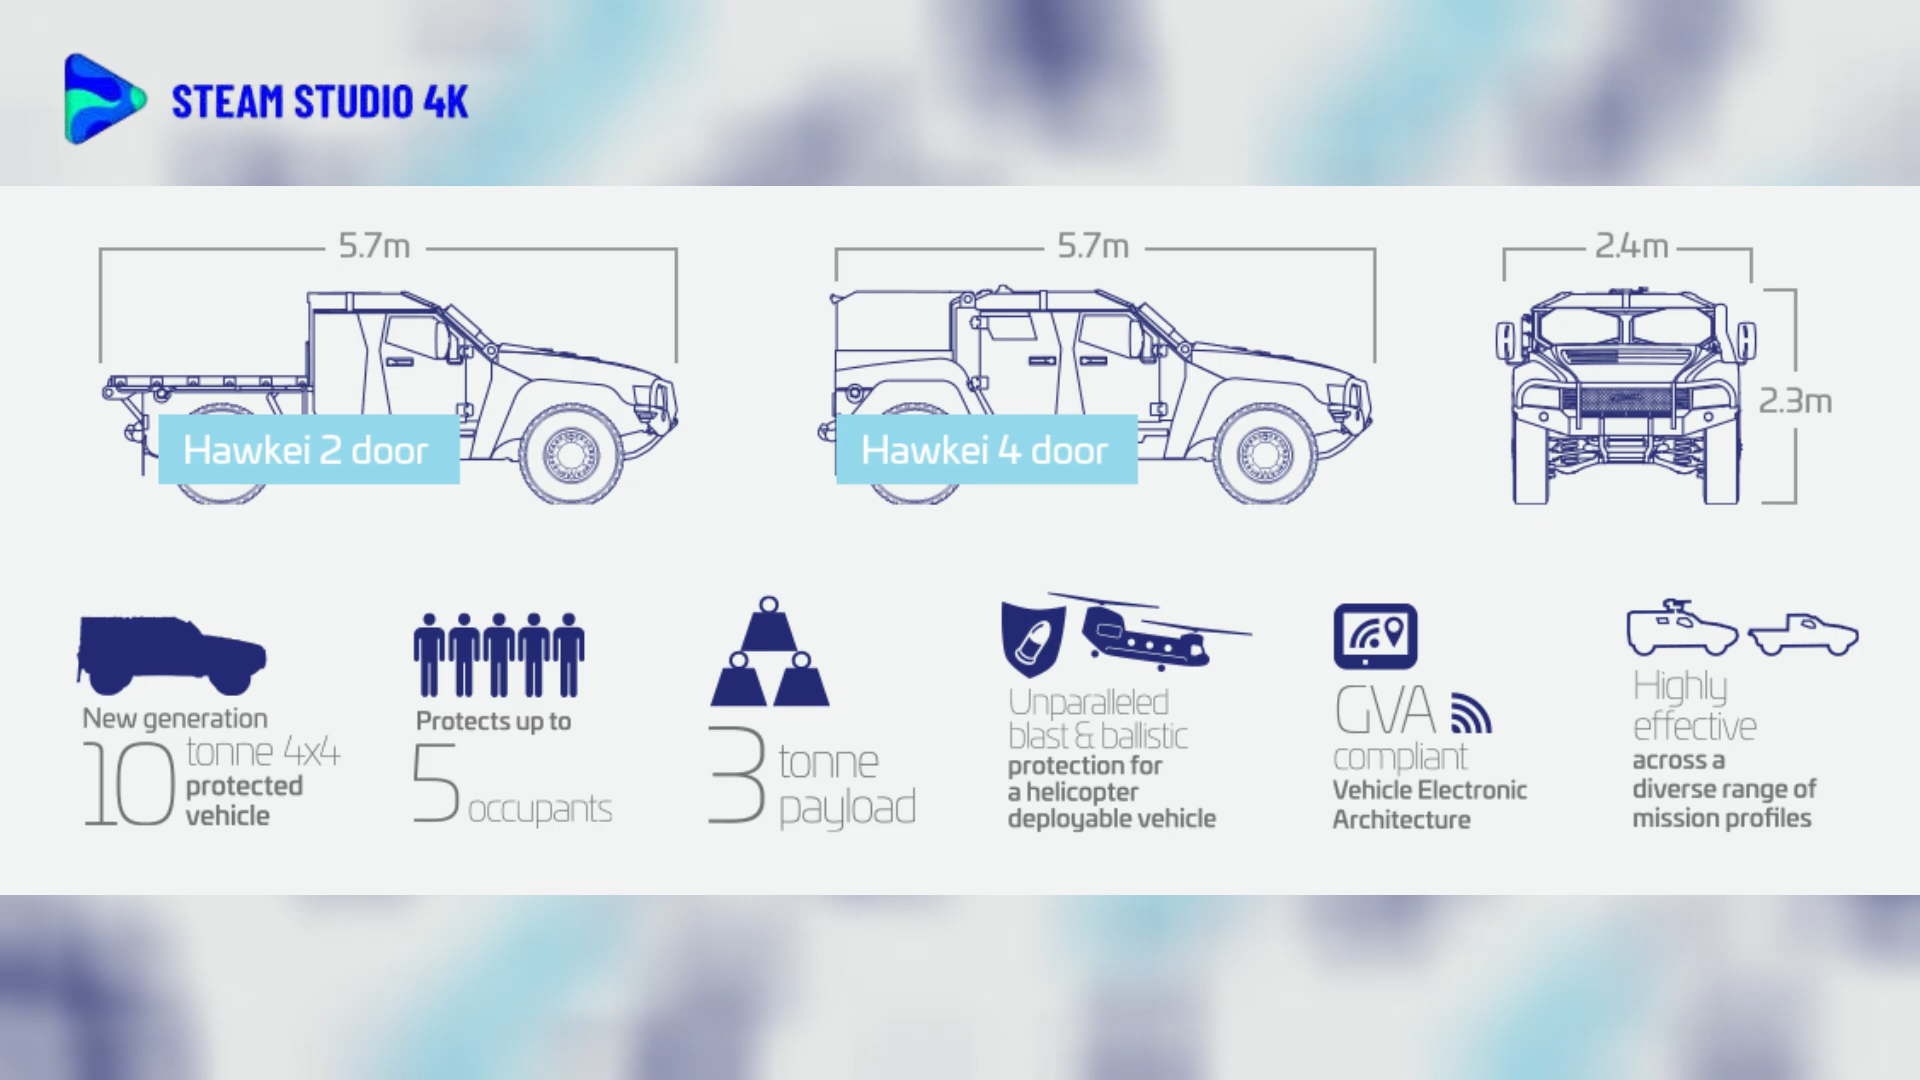 STEAM STUDIO 4K
5.7m
5.7m
2.4m
2.3m
Hawkei 2 door
Hawkei 4 door
New generation
10 tonne 4x4
protected
vehicle
Protects up to
5 occupants
3 tonne
payload
Unparalleled
blast & ballistic
protection for
a helicopter
deployable vehicle
GVA
compliant
Vehicle Electronic
Architecture
Highly
effective
across a
diverse range of
mission profiles